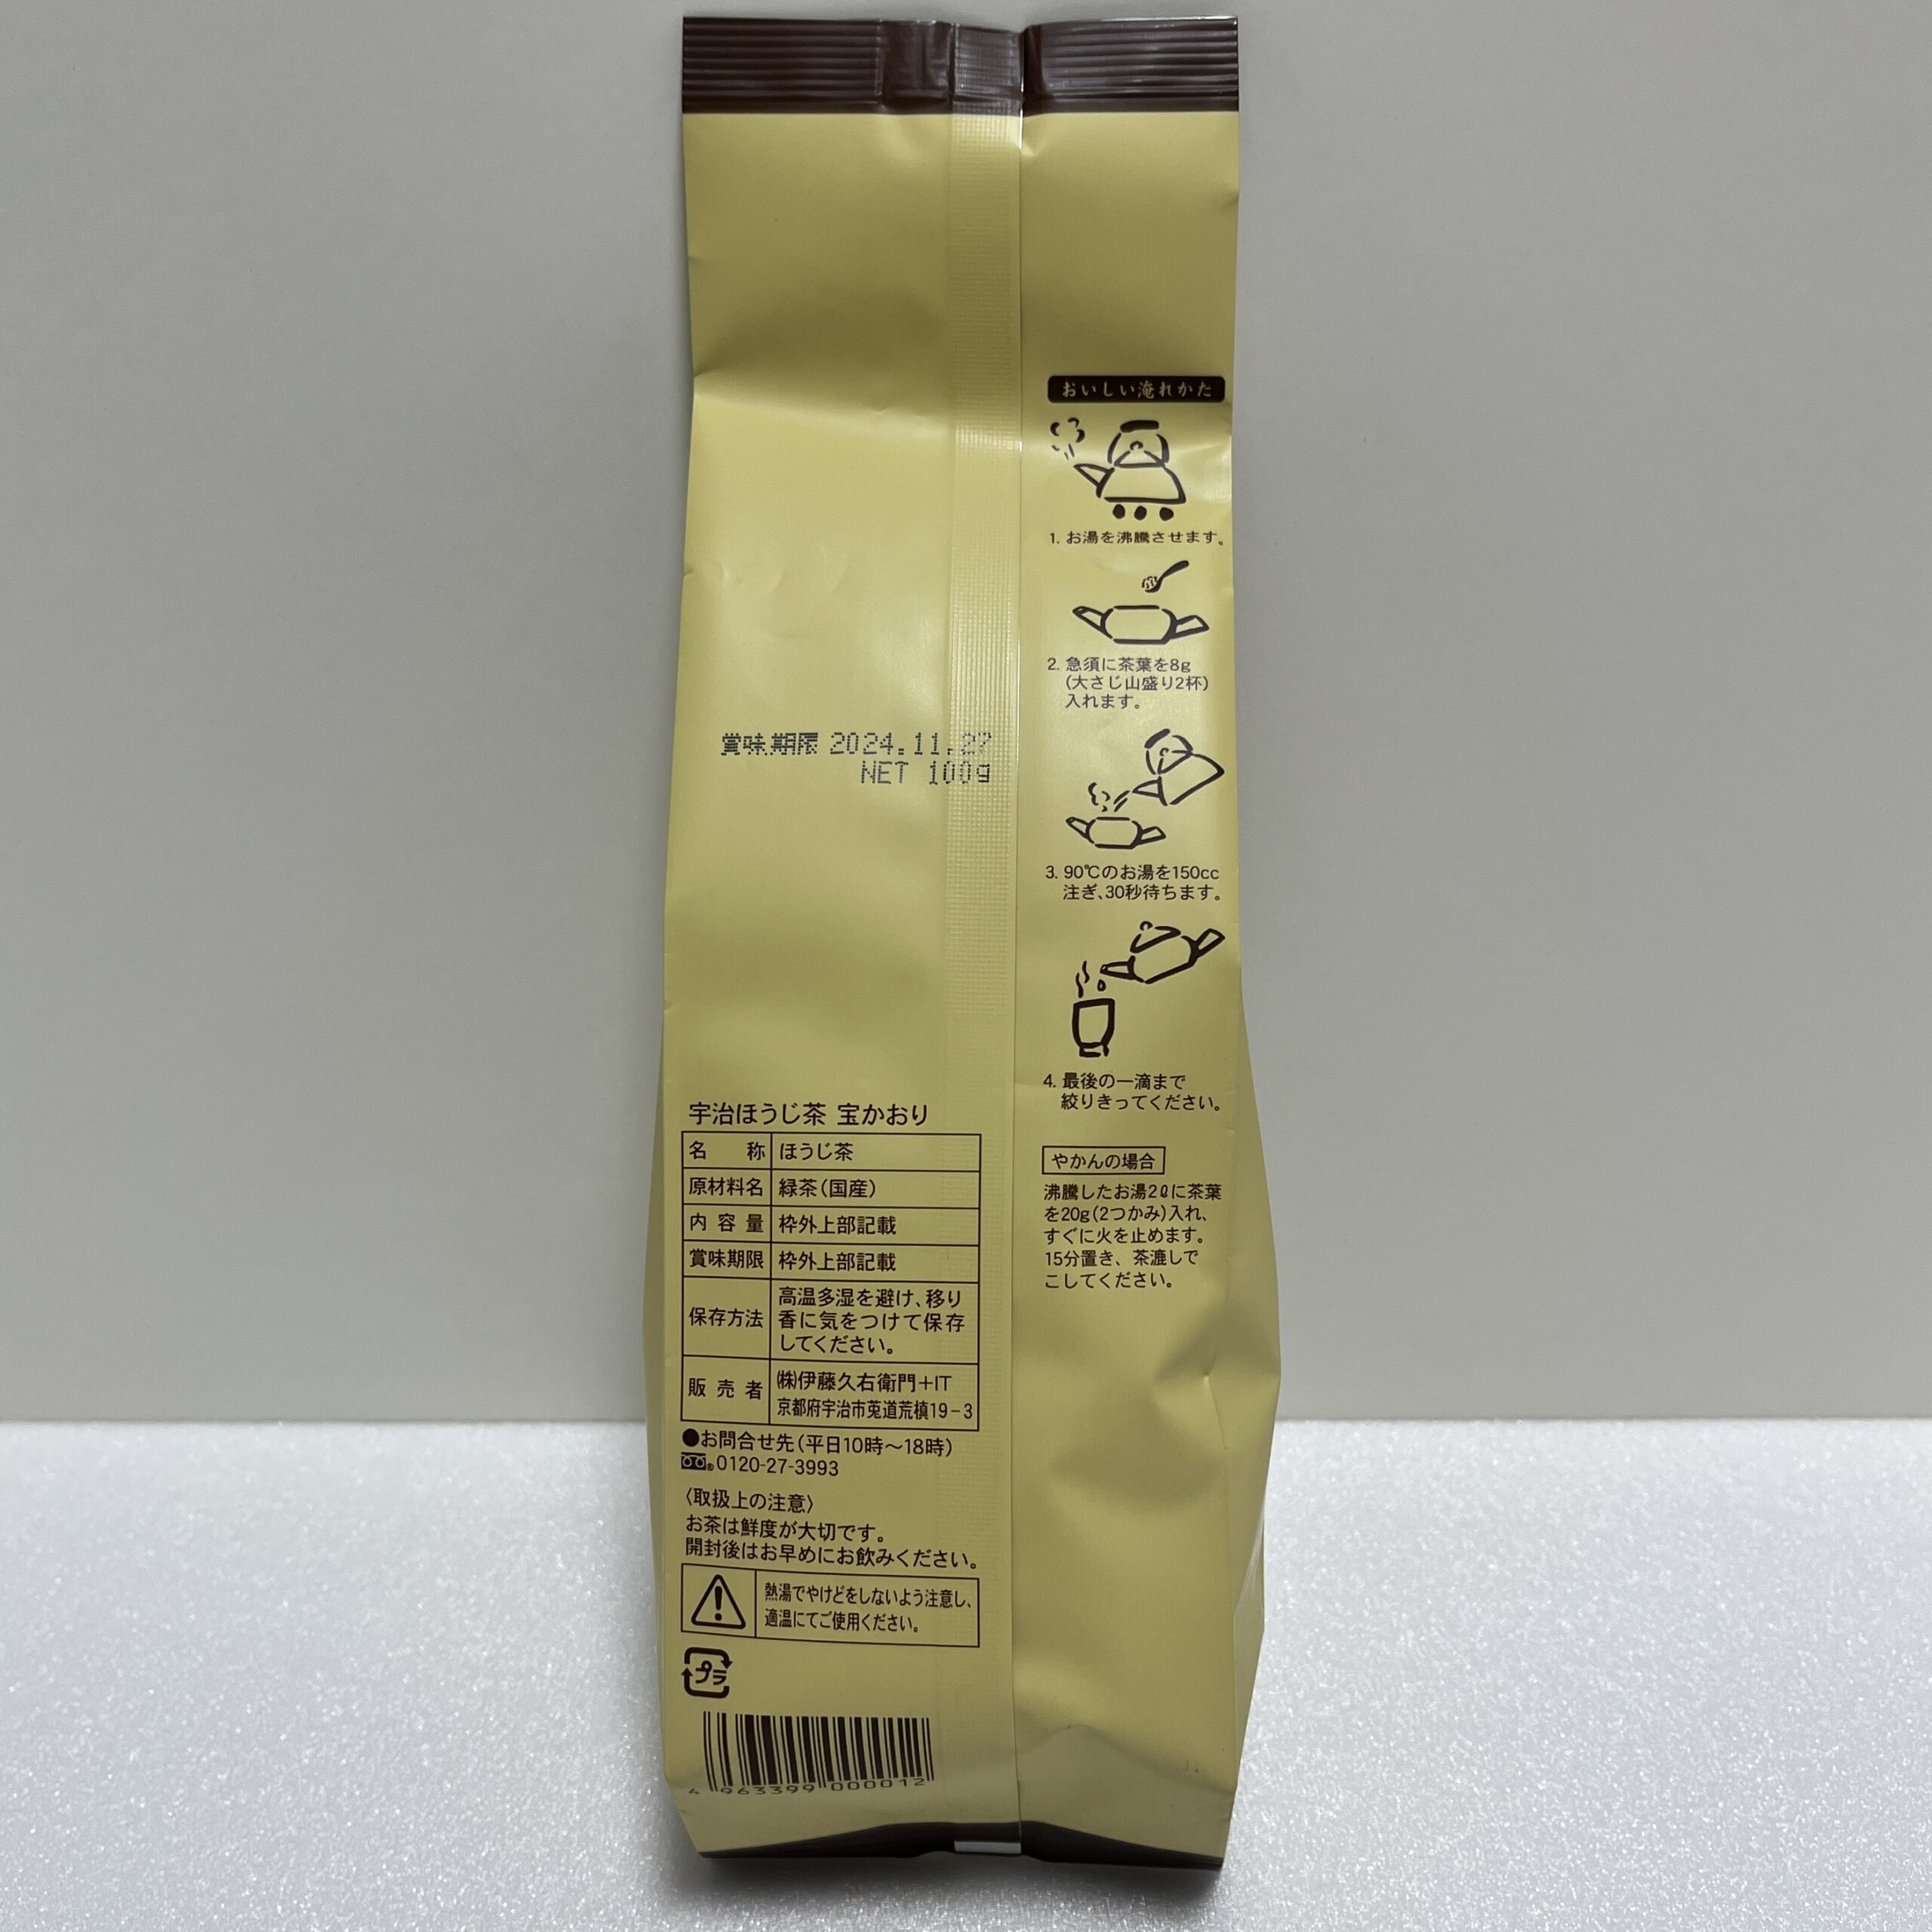 おいしい淹れかた
1. お湯を沸騰させます。
2. 急須に茶葉を8g
(大さじ山盛り2杯)
入れます。
3. 90℃のお湯を150cc
注ぎ、30秒待ちます。
4. 最後の一滴まで
絞りきってください。
やかんの場合
沸騰したお湯2ℓに茶葉
を20g(2つかみ)入れ、
すぐに火を止めます。
15分置き、茶漉しで
こしてください。
賞味期限 2024.11.27
NET 100g
宇治ほうじ茶 宝かおり
名 称 ほうじ茶
原材料名 緑茶(国産)
内容量 枠外上部記載
賞味期限 枠外上部記載
保存方法 高温多湿を避け、移り
香に気をつけて保存
してください。
販売者 ㈱伊藤久右衛門+IT
京都府宇治市莵道荒槙19-3
●お問合せ先(平日10時〜18時)
0120-27-3993
〈取扱上の注意〉
お茶は鮮度が大切です。
開封後はお早めにお飲みください。
熱湯でやけどをしないよう注意し、
適温にてご使用ください。
プラ
4 963399 000012